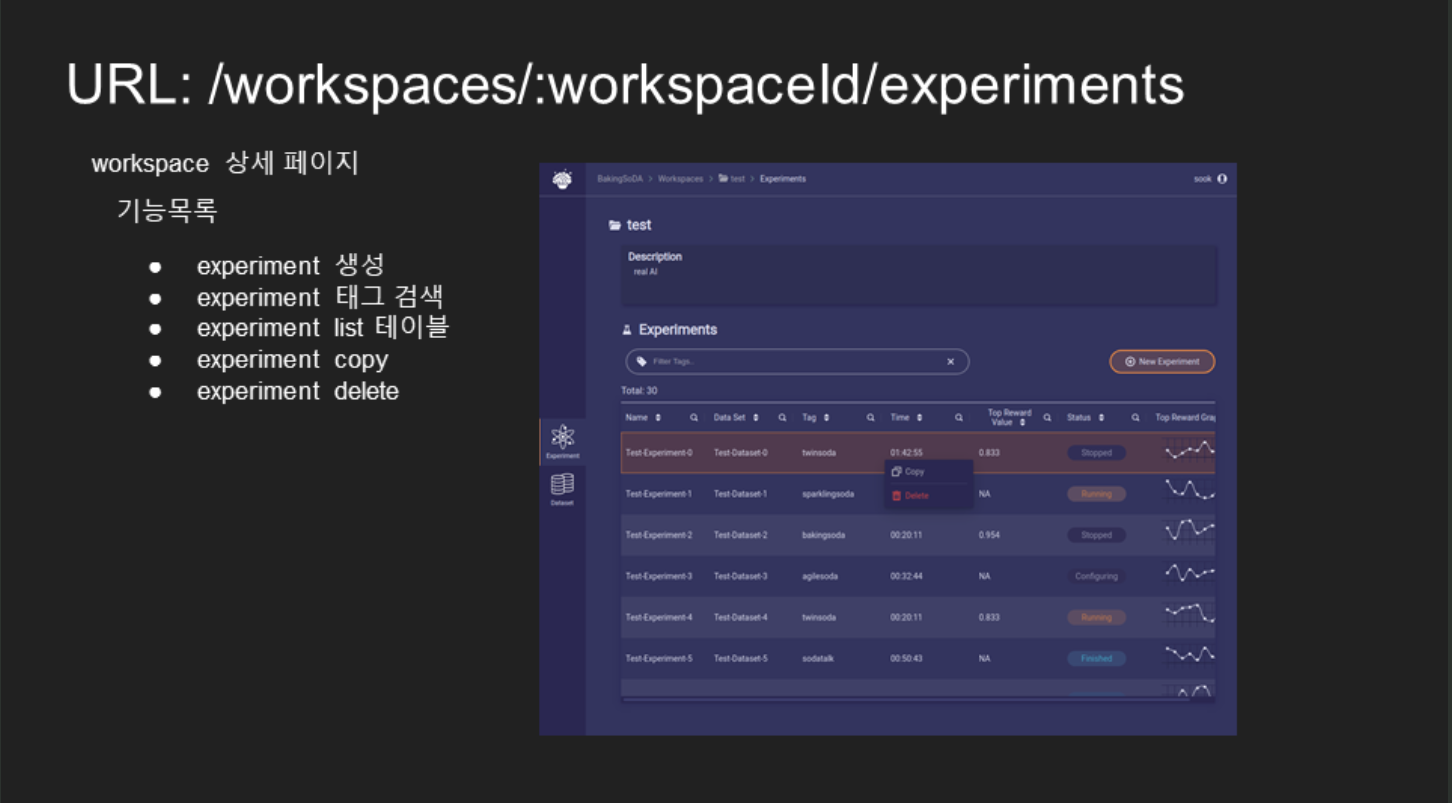 URL: /workspaces/:workspaceId/experiments
workspace 상세 페이지
기능목록
● experiment 생성
● experiment 태그 검색
● experiment list 테이블
● experiment copy
● experiment delete
BakingSoDA > Workspaces > test > Experiments
sook
test
Description
real AI
Experiments
Filter Tags..
New Experiment
Total: 30
Name Data Set Tag Time Top Reward Value Status Top Reward Gra
Test-Experiment-0 Test-Dataset-0 twinsoda 01:42:55 0.833 Stopped
Copy
Delete
Test-Experiment-1 Test-Dataset-1 sparklingsoda NA Running
Test-Experiment-2 Test-Dataset-2 bakingsoda 00:20:11 0.954 Stopped
Test-Experiment-3 Test-Dataset-3 agilesoda 00:32:44 NA Configuring
Test-Experiment-4 Test-Dataset-4 twinsoda 00:20:11 0.833 Running
Test-Experiment-5 Test-Dataset-5 sodatalk 00:50:43 NA Finished
Experiment
Dataset